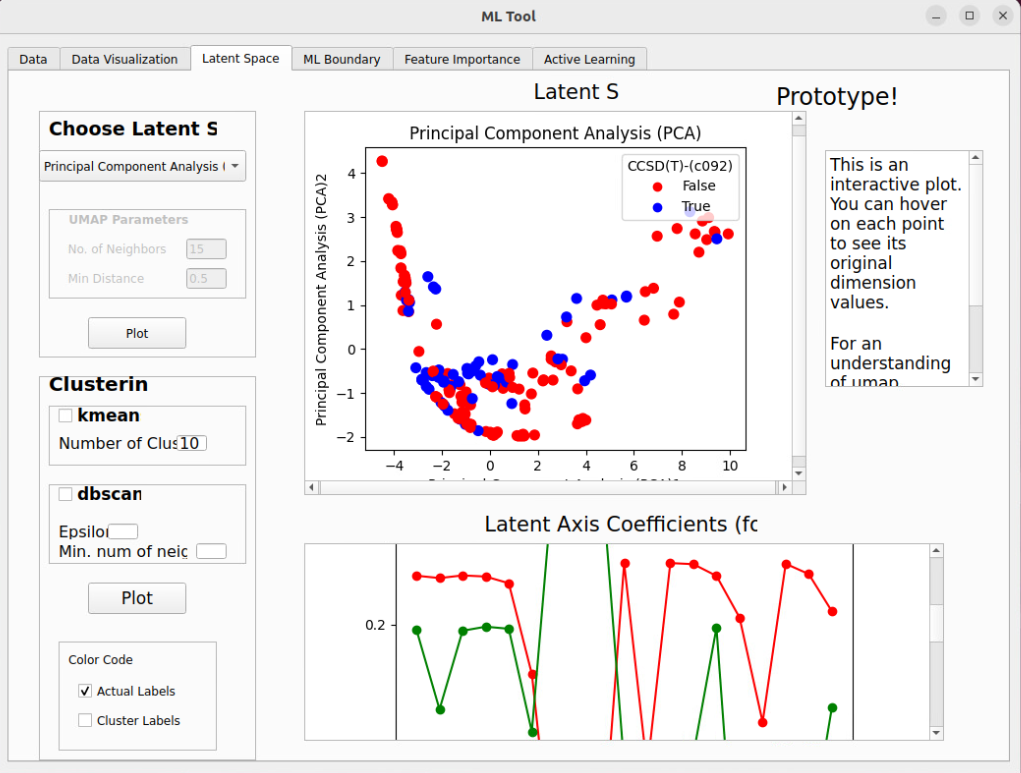 ML Tool
Data
Data Visualization
Latent Space
ML Boundary
Feature Importance
Active Learning
Choose Latent S
Principal Component Analysis (
UMAP Parameters
No. of Neighbors
15
Min Distance
0.5
Plot
Clusterin
kmean
Number of Clus
10
dbscan
Epsilo
Min. num of neig
Plot
Color Code
Actual Labels
Cluster Labels
Latent S
Principal Component Analysis (PCA)
CCSD(T)-(c092)
False
True
Principal Component Analysis (PCA)2
4
3
2
1
0
−1
−2
−4
−2
0
2
4
6
8
10
Latent Axis Coefficients (fo
0.2
Prototype!
This is an
interactive plot.
You can hover
on each point
to see its
original
dimension
values.
For an
understanding
of umap